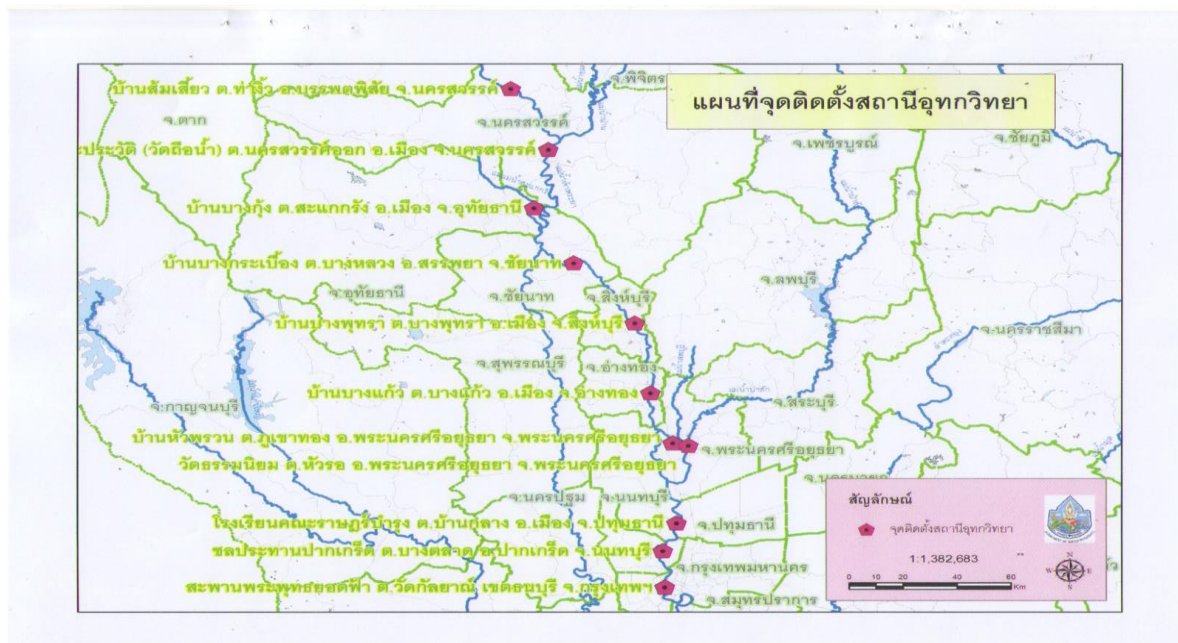 แผนที่จุดติดตั้งสถานีอุทกวิทยา
จ.พิจิตร
บ้านส้มเสี้ยว ต.ท่างิ้ว อ.บรรพตพิสัย จ.นครสวรรค์
จ.ตาก
จ.นครสวรรค์
จ.เพชรบูรณ์
จ.ชัยภูมิ
ะประวัติ (วัดถือน้ำ) ต.นครสวรรค์ออก อ.เมือง จ.นครสวรรค์
บ้านบางกุ้ง ต.สะแกกรัง อ.เมือง จ.อุทัยธานี
บ้านบางกระเบื้อง ต.บางหลวง อ.สรรพยา จ.ชัยนาท
จ.ลพบุรี
จ.อุทัยธานี
จ.ชัยนาท
จ.สิงห์บุรี
บ้านบางพุทรา ต.บางพุทรา อ.เมือง จ.สิงห์บุรี
จ.นครราชสีมา
จ.สุพรรณบุรี
จ.อ่างทอง
บ้านบางแก้ว ต.บางแก้ว อ.เมือง จ.อ่างทอง
จ.กาญจนบุรี
จ.สระบุรี
บ้านหัวพรวน ต.ภูเขาทอง อ.พระนครศรีอยุธยา จ.พระนครศรีอยุธยา
จ.พระนครศรีอยุธยา
วัดธรรมนิยม ต.หัวรอ อ.พระนครศรีอยุธยา จ.พระนครศรีอยุธยา
จ.นครนายก
จ.นครปฐม
จ.นนทบุรี
โรงเรียนคณะราษฎร์บำรุง ต.บ้านกลาง อ.เมือง จ.ปทุมธานี
จ.ปทุมธานี
ชลประทานปากเกร็ด ต.บางตลาด อ.ปากเกร็ด จ.นนทบุรี
จ.กรุงเทพมหานคร
สะพานพระพุทธยอดฟ้า ต.วัดกัลยาณ์ เขตธนบุรี จ.กรุงเทพฯ
จ.สมุทรปราการ
สัญลักษณ์
จุดติดตั้งสถานีอุทกวิทยา
1:1,382,683
0 10 20 40 60
Km
N
W E
S